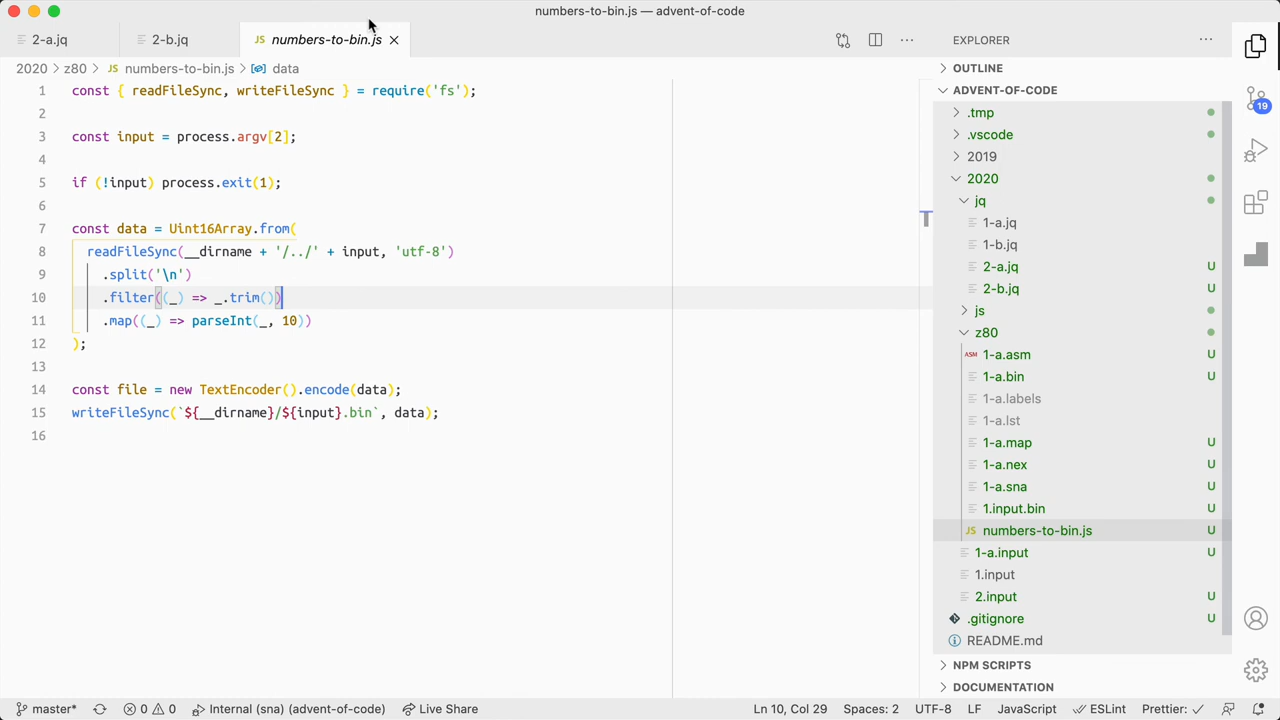 numbers-to-bin.js — advent-of-code
2-a.jq
2-b.jq
JS numbers-to-bin.js
2020 > z80 > JS numbers-to-bin.js > data
1 const { readFileSync, writeFileSync } = require('fs');
2
3 const input = process.argv[2];
4
5 if (!input) process.exit(1);
6
7 const data = Uint16Array.from(
8 readFileSync(__dirname + '/../' + input, 'utf-8')
9 .split('\n')
10 .filter((_) => _.trim())
11 .map((_) => parseInt(_, 10))
12 );
13
14 const file = new TextEncoder().encode(data);
15 writeFileSync(`${__dirname}/${input}.bin`, data);
16
EXPLORER
OUTLINE
ADVENT-OF-CODE
.tmp
.vscode
2019
2020
jq
1-a.jq
1-b.jq
2-a.jq U
2-b.jq U
js
z80
ASM 1-a.asm U
1-a.bin U
1-a.labels
1-a.lst
1-a.map U
1-a.nex U
1-a.sna U
1.input.bin U
JS numbers-to-bin.js U
1-a.input U
1.input
2.input U
.gitignore U
README.md
NPM SCRIPTS
DOCUMENTATION
19
master* 0 0 Internal (sna) (advent-of-code) Live Share Ln 10, Col 29 Spaces: 2 UTF-8 LF JavaScript ESLint Prettier: ✓